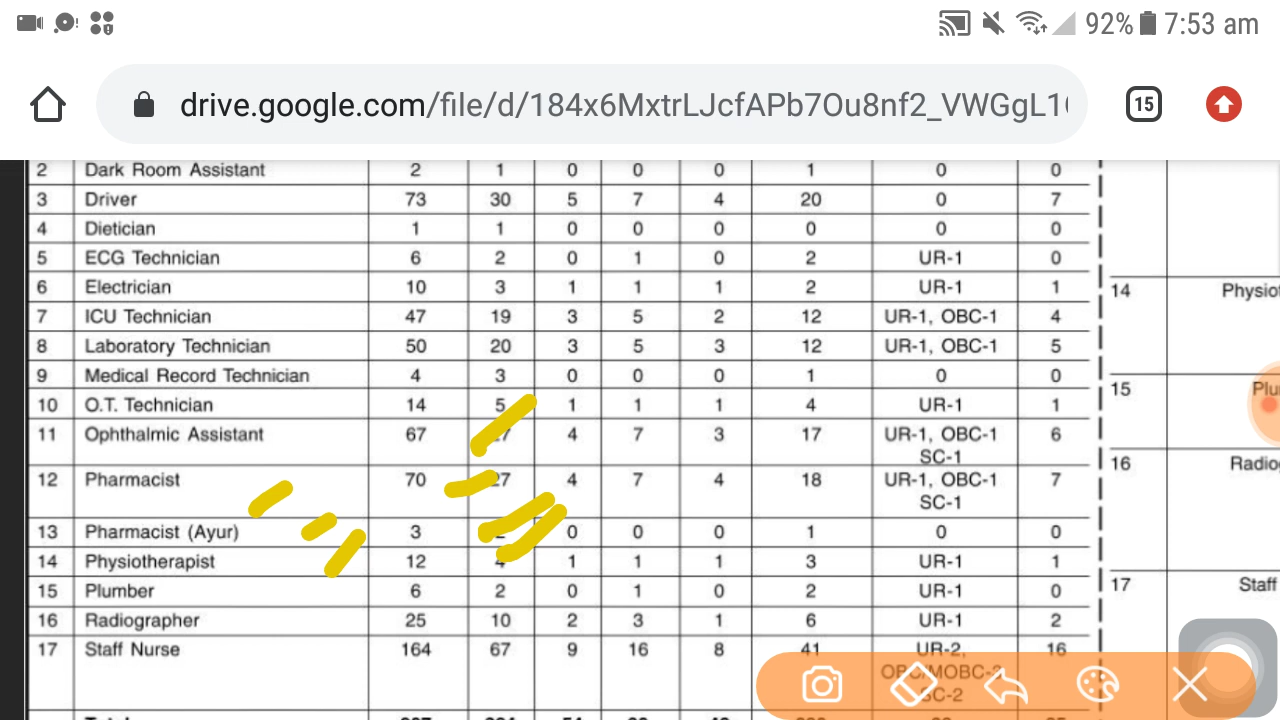 92% 7:53 am
drive.google.com/file/d/184x6MxtrLJcfAPb7Ou8nf2_VWGgL1
15
2 Dark Room Assistant 2 1 0 0 0 1 0 0
3 Driver 73 30 5 7 4 20 0 7
4 Dietician 1 1 0 0 0 0 0 0
5 ECG Technician 6 2 0 1 0 2 UR-1 0
6 Electrician 10 3 1 1 1 2 UR-1 1
7 ICU Technician 47 19 3 5 2 12 UR-1, OBC-1 4
8 Laboratory Technician 50 20 3 5 3 12 UR-1, OBC-1 5
9 Medical Record Technician 4 3 0 0 0 1 0 0
10 O.T. Technician 14 5 1 1 1 4 UR-1 1
11 Ophthalmic Assistant 67 4 7 3 17 UR-1, OBC-1 6
SC-1
12 Pharmacist 70 27 4 7 4 18 UR-1, OBC-1 7
SC-1
13 Pharmacist (Ayur) 3 0 0 0 1 0 0
14 Physiotherapist 12 4 1 1 1 3 UR-1 1
15 Plumber 6 2 0 1 0 2 UR-1 0
16 Radiographer 25 10 2 3 1 6 UR-1 2
17 Staff Nurse 164 67 9 16 8 41 UR-2, 16
SC-2
14 Physiot
15 Plu
16 Radio
17 Staff